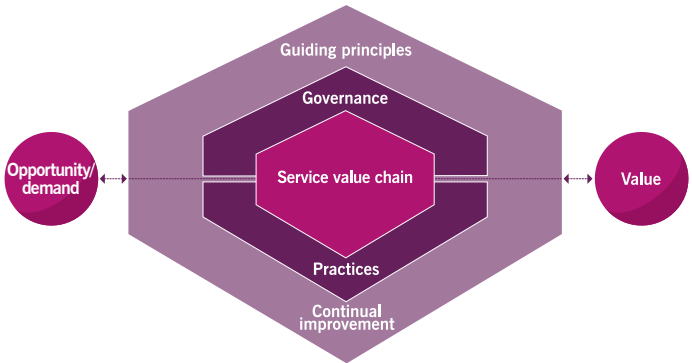 Guiding principles
Governance
Opportunity/
demand
Service value chain
Value
Practices
Continual
improvement